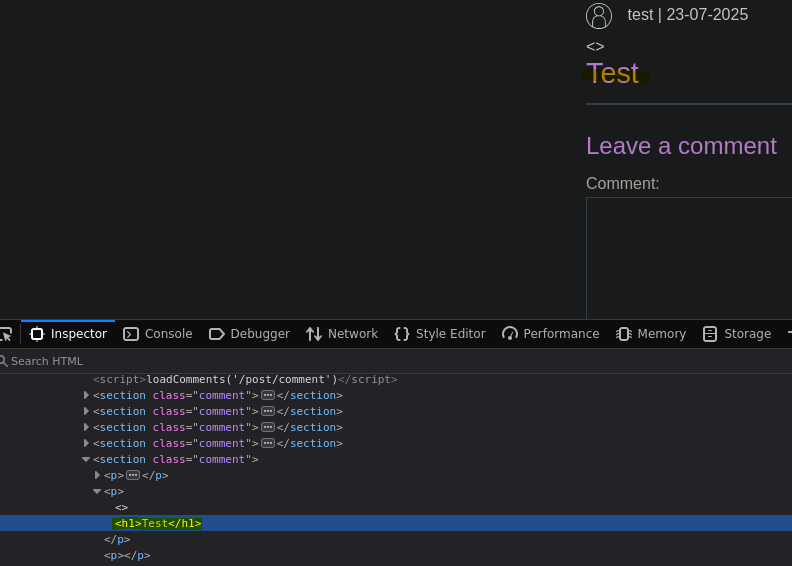 test | 23-07-2025
<>
Test
Leave a comment
Comment:
Inspector Console Debugger Network Style Editor Performance Memory Storage
Search HTML
<script>loadComments('/post/comment')</script>
<section class="comment">···</section>
<section class="comment">···</section>
<section class="comment">···</section>
<section class="comment">···</section>
<section class="comment">
<p>···</p>
<p>
<>
<h1>Test</h1>
</p>
<p></p>